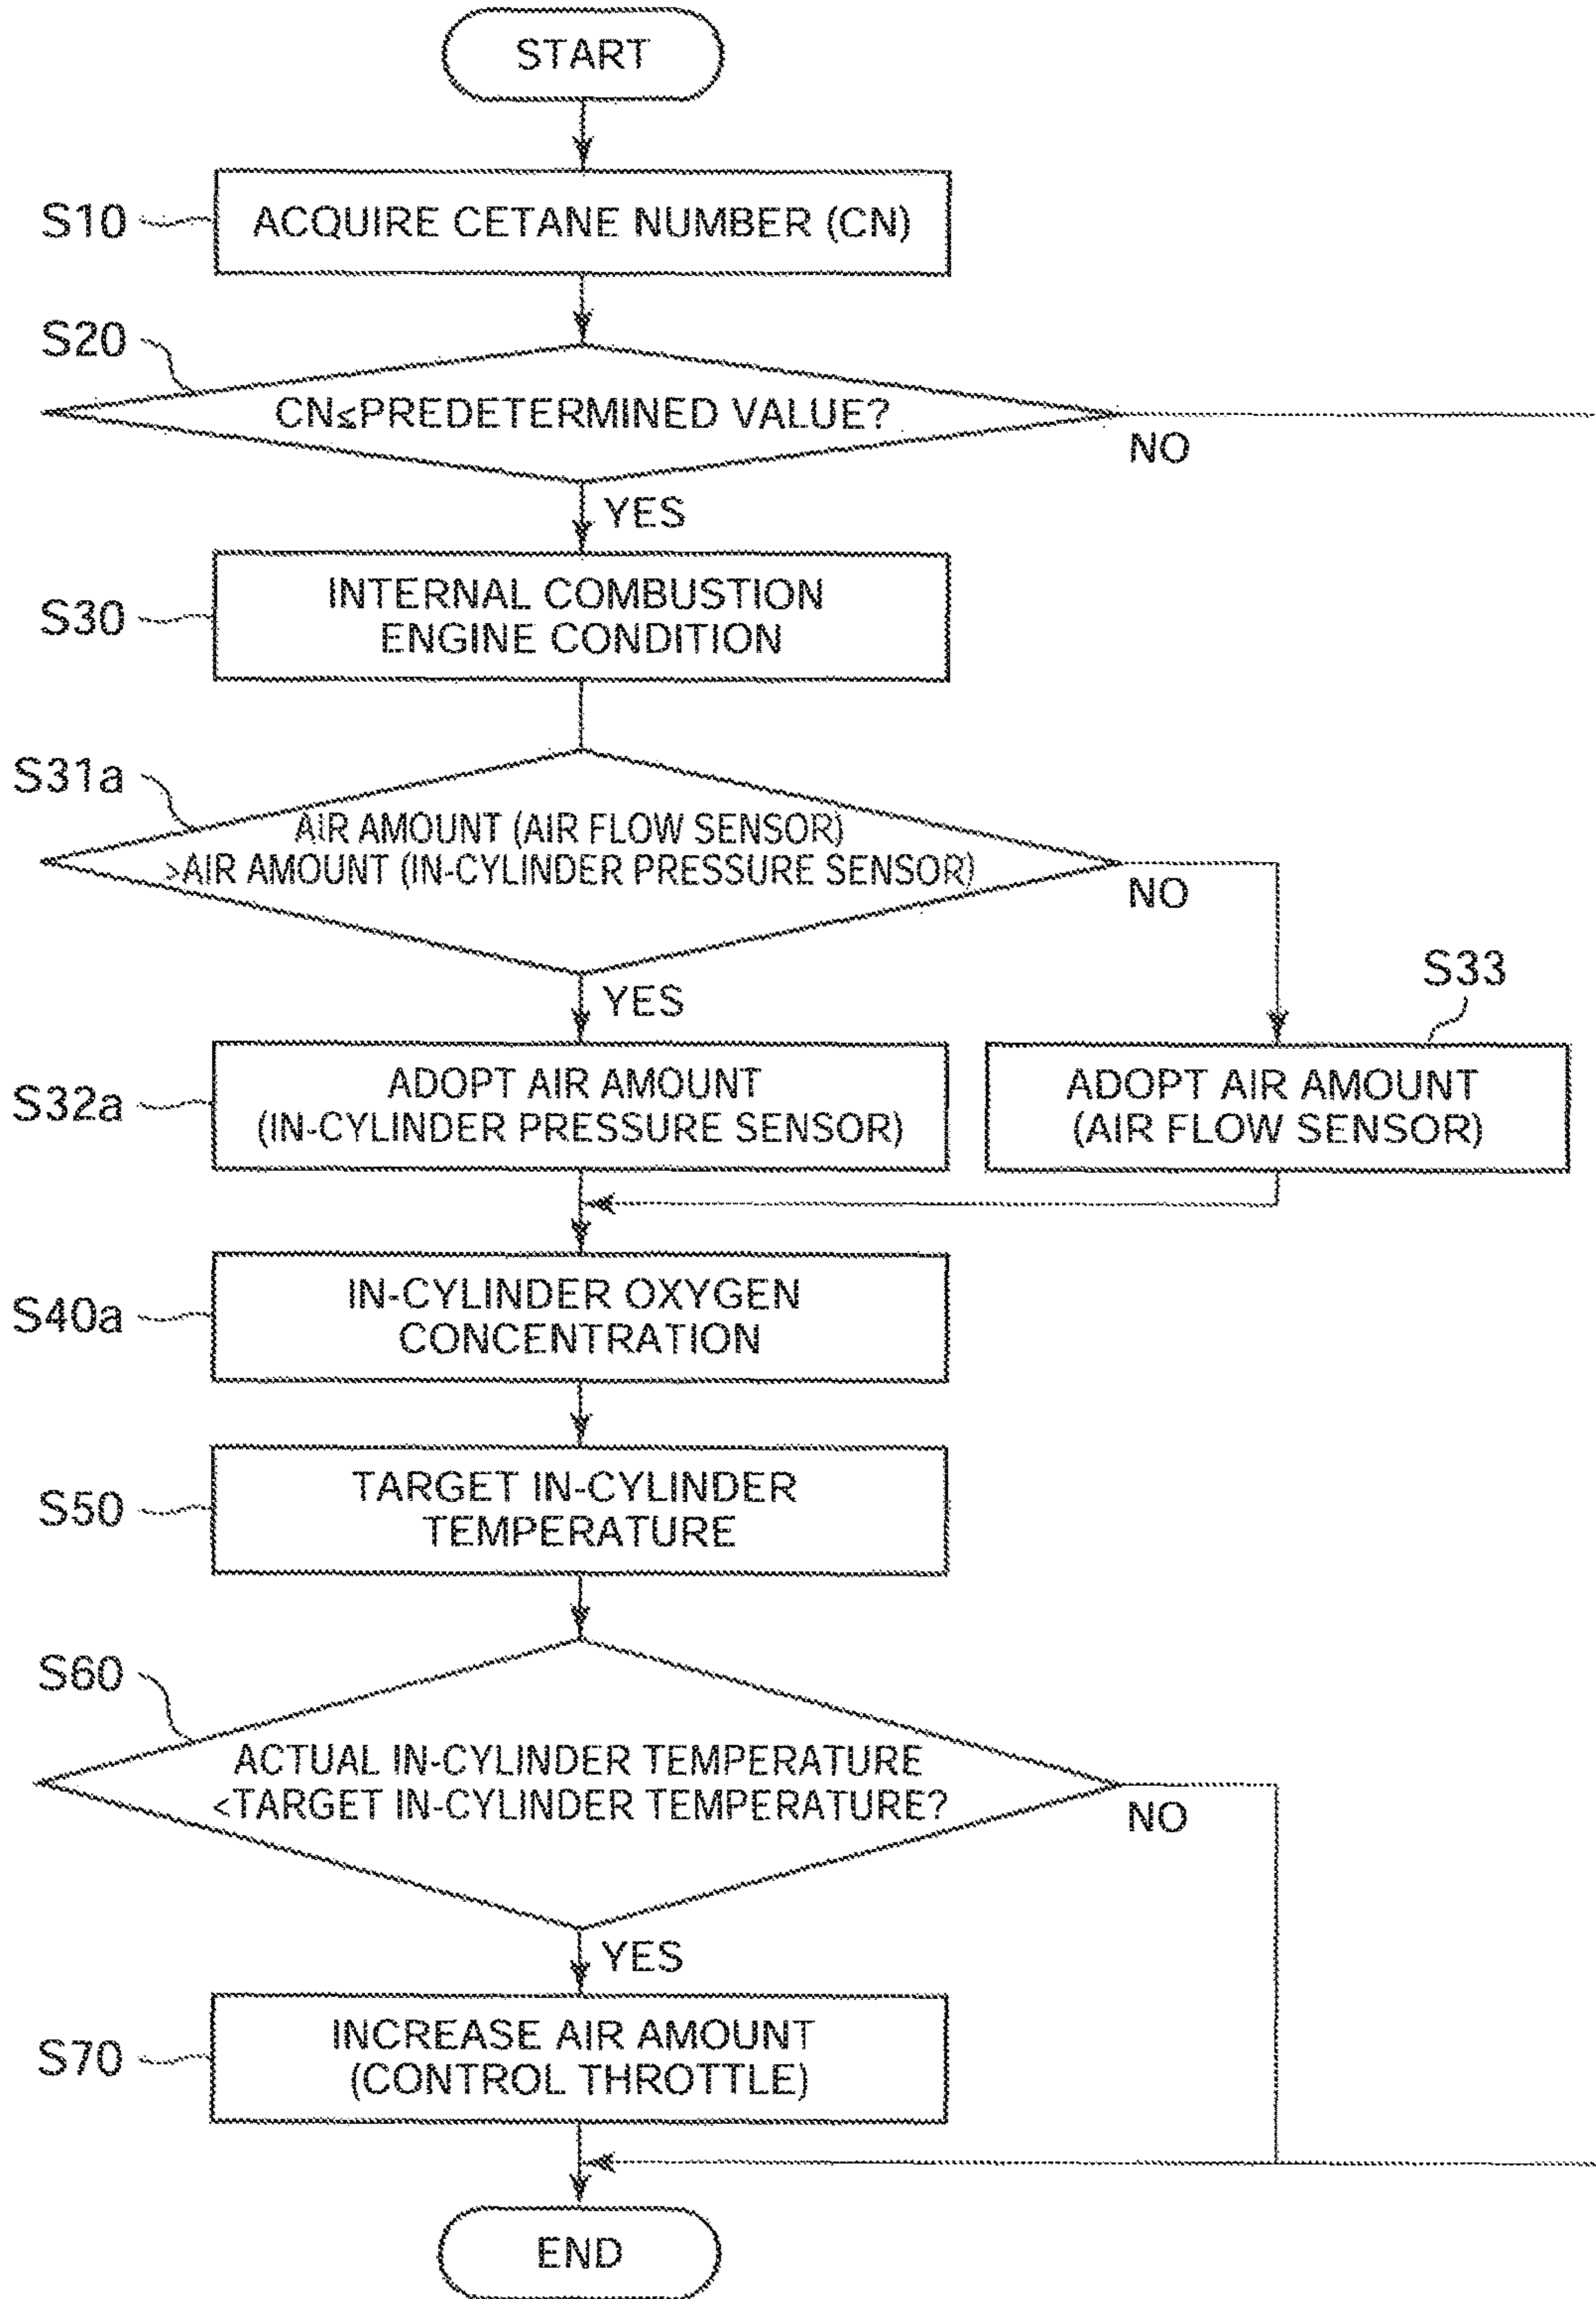 START
S10
ACQUIRE CETANE NUMBER (CN)
S20
CN≦PREDETERMINED VALUE?
NO
YES
S30
INTERNAL COMBUSTION
ENGINE CONDITION
S31a
AIR AMOUNT (AIR FLOW SENSOR)
>AIR AMOUNT (IN-CYLINDER PRESSURE SENSOR)
NO
YES
S33
S32a
ADOPT AIR AMOUNT
(IN-CYLINDER PRESSURE SENSOR)
ADOPT AIR AMOUNT
(AIR FLOW SENSOR)
S40a
IN-CYLINDER OXYGEN
CONCENTRATION
S50
TARGET IN-CYLINDER
TEMPERATURE
S60
ACTUAL IN-CYLINDER TEMPERATURE
<TARGET IN-CYLINDER TEMPERATURE?
NO
YES
S70
INCREASE AIR AMOUNT
(CONTROL THROTTLE)
END